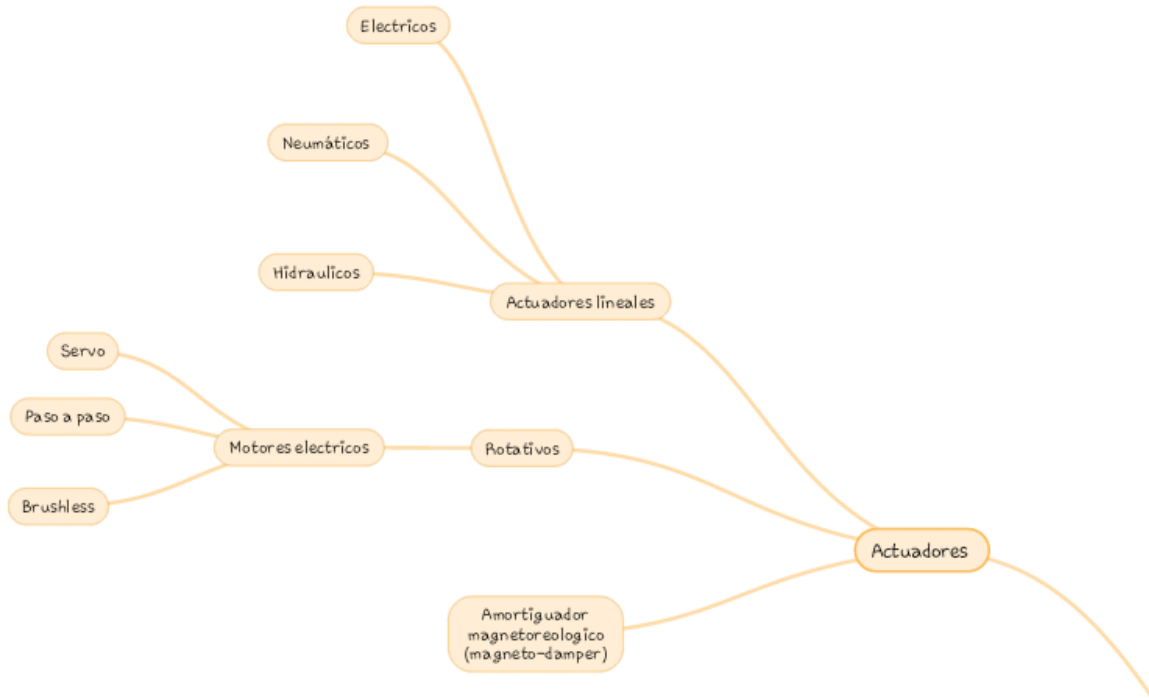 Electricos
Neumáticos
Hidraulicos
Actuadores lineales
Servo
Paso a paso
Motores electricos
Rotativos
Brushless
Actuadores
Amortiguador
magnetoreologico
(magneto-damper)